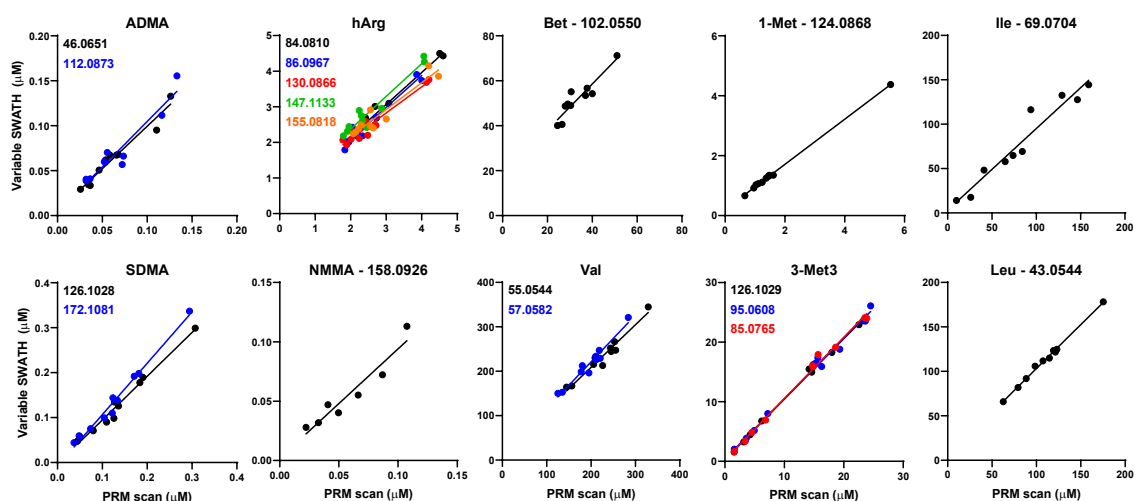 ADMA
hArg
Bet - 102.0550
1-Met - 124.0868
Ile - 69.0704
Variable SWATH (µM)
0.20
0.15
0.10
0.05
0.00
46.0651
112.0873
0.00 0.05 0.10 0.15 0.20
5
4
3
2
1
0
84.0810
86.0967
130.0866
147.1133
155.0818
0 1 2 3 4 5
80
60
40
20
0
0 20 40 60 80
6
4
2
0
0 2 4 6
200
150
100
50
0
0 50 100 150 200
SDMA
NMMA - 158.0926
Val
3-Met3
Leu - 43.0544
Variable SWATH (µM)
0.4
0.3
0.2
0.1
0.0
126.1028
172.1081
0.0 0.1 0.2 0.3 0.4
PRM scan (µM)
0.15
0.10
0.05
0.00
0.00 0.05 0.10 0.15
PRM scan (µM)
400
300
200
100
0
55.0544
57.0582
0 100 200 300 400
PRM scan (µM)
30
20
10
0
126.1029
95.0608
85.0765
0 10 20 30
PRM scan (µM)
200
150
100
50
0
0 50 100 150 200
PRM scan (µM)